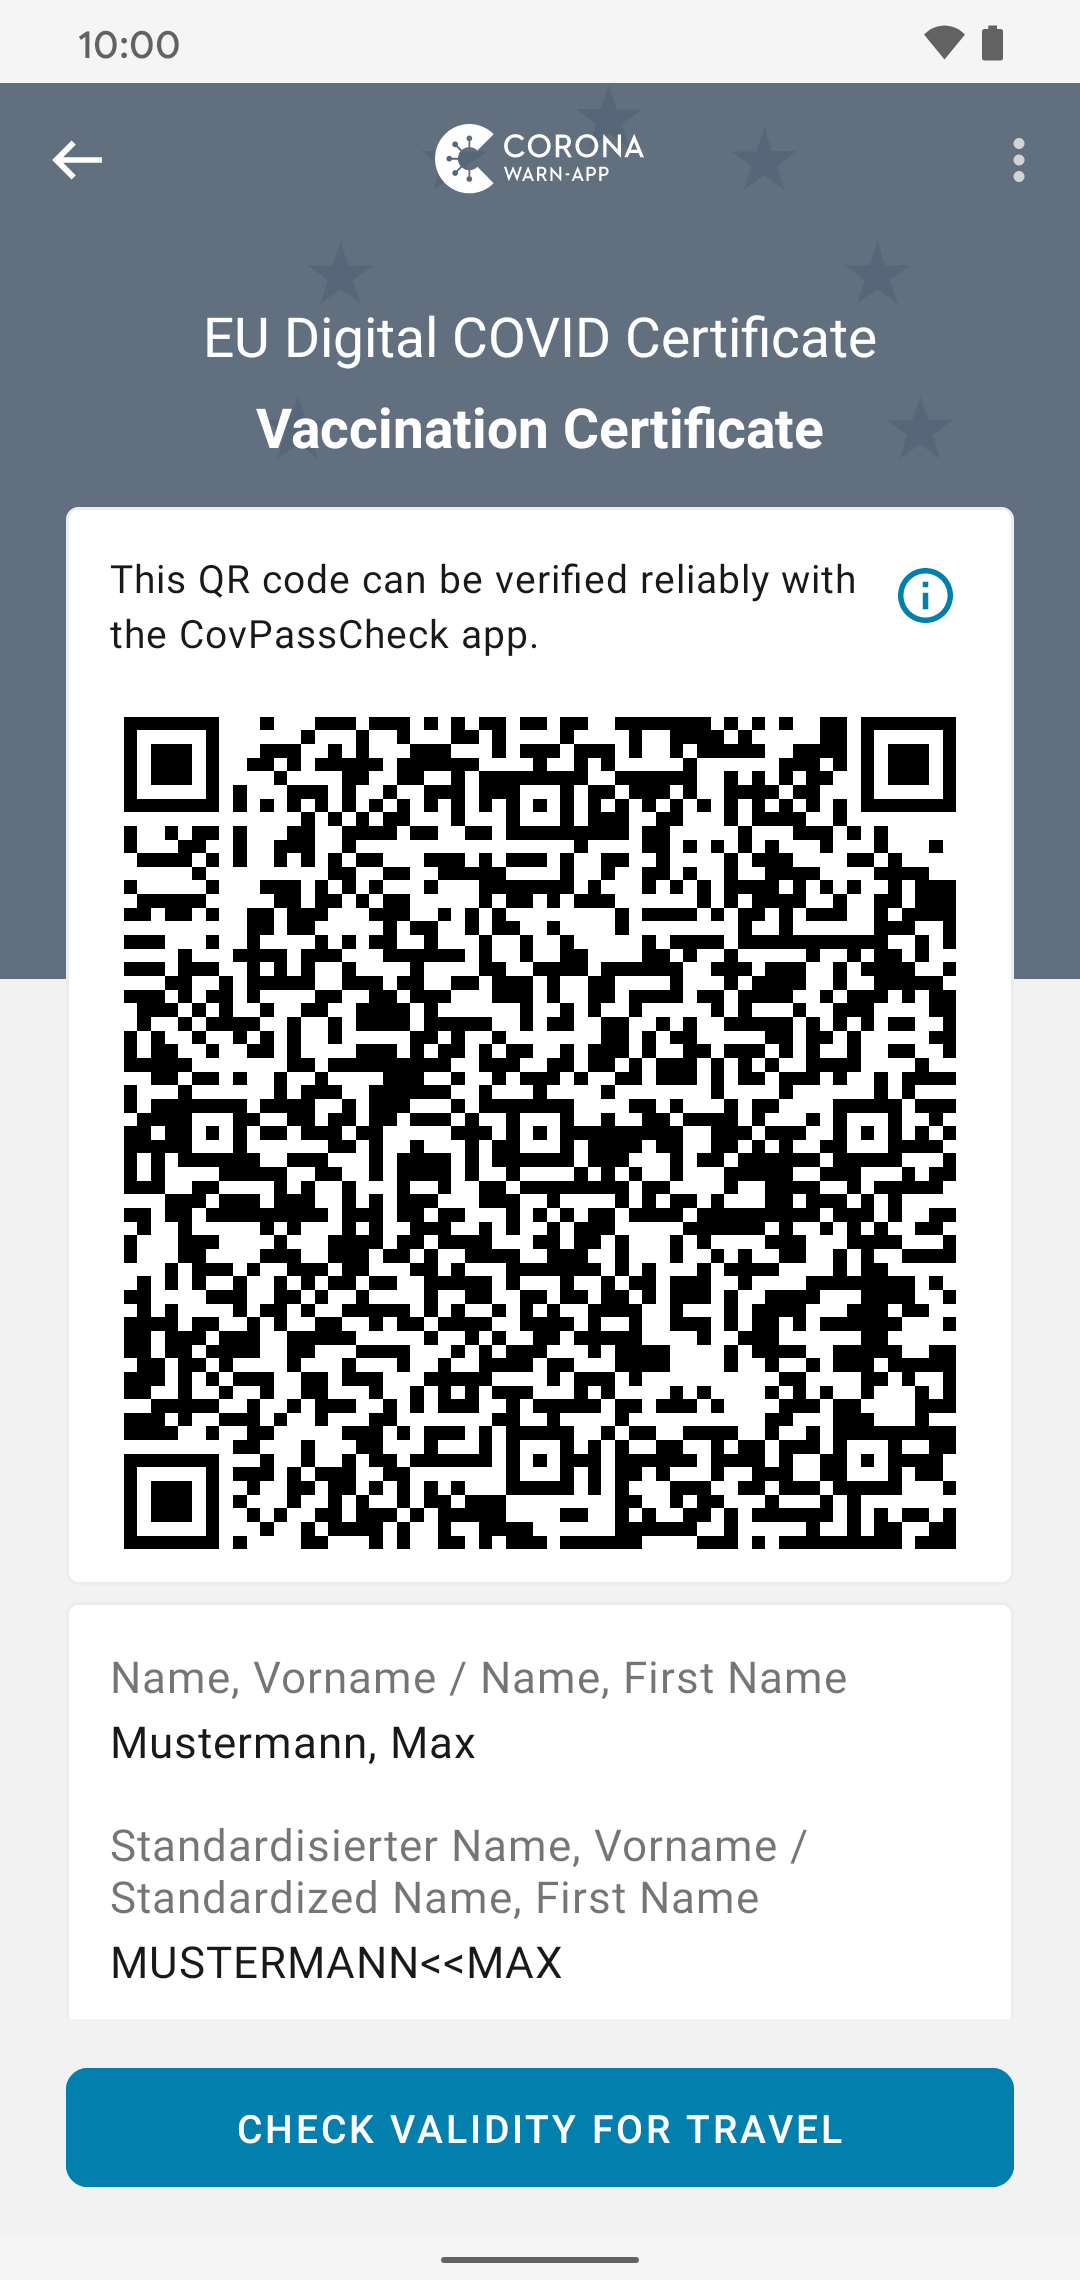 10:00
CORONA
WARN-APP
EU Digital COVID Certificate
Vaccination Certificate
This QR code can be verified reliably with
the CovPassCheck app.
Name, Vorname / Name, First Name
Mustermann, Max
Standardisierter Name, Vorname /
Standardized Name, First Name
MUSTERMANN<<MAX
CHECK VALIDITY FOR TRAVEL